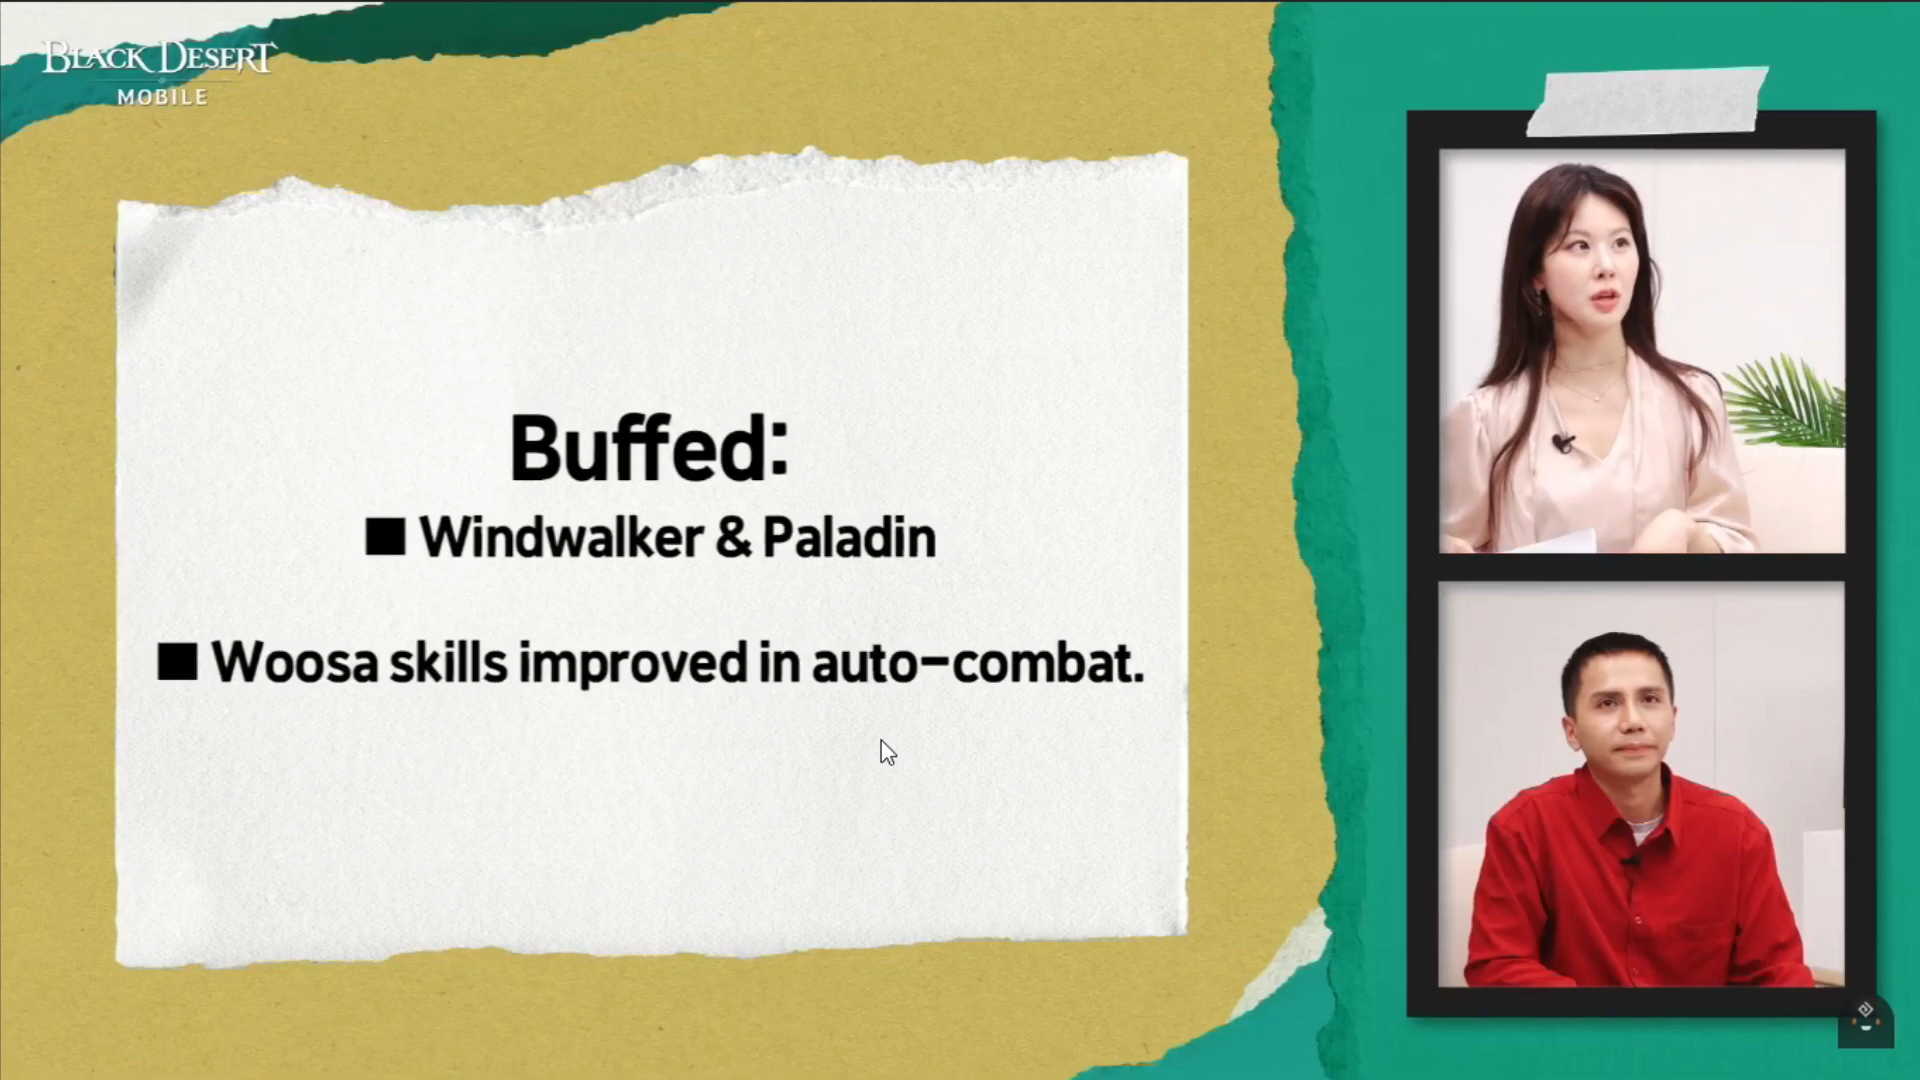 BLACK DESERT
MOBILE
Buffed:
■ Windwalker & Paladin
■ Woosa skills improved in auto-combat.